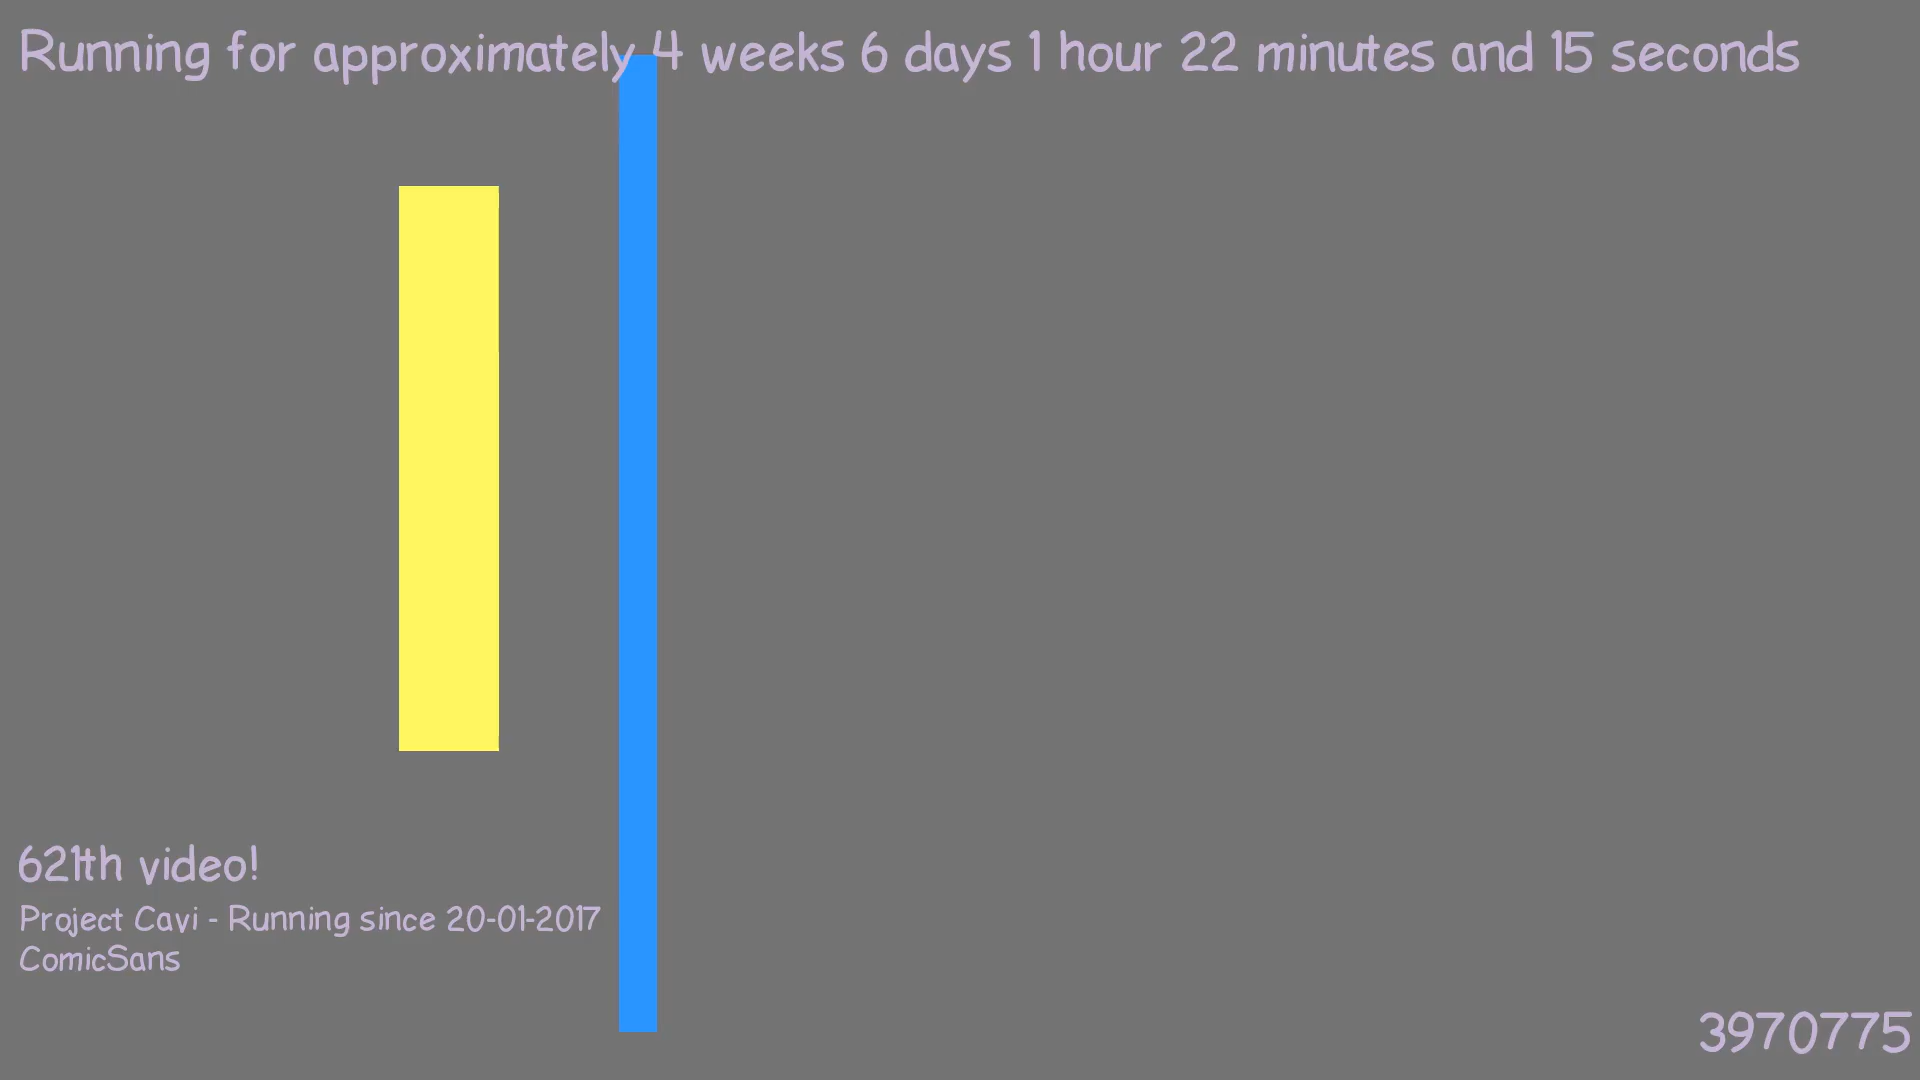 Running for approximately 4 weeks 6 days 1 hour 22 minutes and 15 seconds
621th video!
Project Cavi - Running since 20-01-2017
ComicSans
3970775